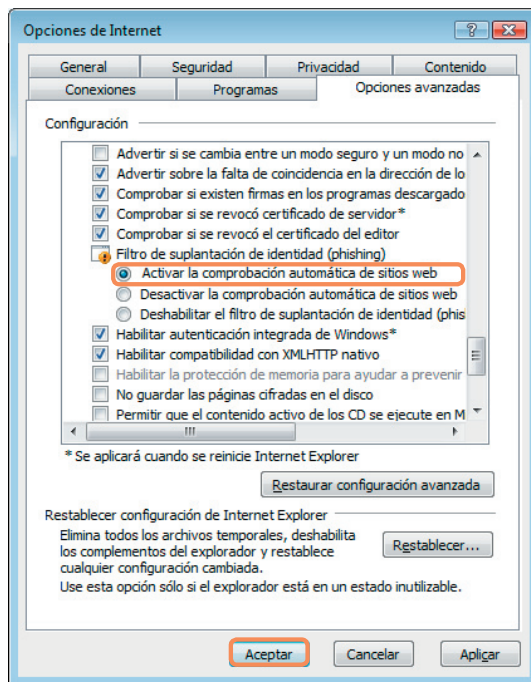 Opciones de Internet
General Seguridad Privacidad Contenido
Conexiones Programas Opciones avanzadas
Configuración
Advertir si se cambia entre un modo seguro y un modo no
Advertir sobre la falta de coincidencia en la dirección de lo
Comprobar si existen firmas en los programas descargado
Comprobar si se revocó certificado de servidor*
Comprobar si se revocó el certificado del editor
Filtro de suplantación de identidad (phishing)
Activar la comprobación automática de sitios web
Desactivar la comprobación automática de sitios web
Deshabilitar el filtro de suplantación de identidad (phis
Habilitar autenticación integrada de Windows*
Habilitar compatibilidad con XMLHTTP nativo
Habilitar la protección de memoria para ayudar a prevenir
No guardar las páginas cifradas en el disco
Permitir que el contenido activo de los CD se ejecute en M
* Se aplicará cuando se reinicie Internet Explorer
Restaurar configuración avanzada
Restablecer configuración de Internet Explorer
Elimina todos los archivos temporales, deshabilita
los complementos del explorador y restablece
cualquier configuración cambiada.
Restablecer...
Use esta opción sólo si el explorador está en un estado inutilizable.
Aceptar Cancelar Aplicar